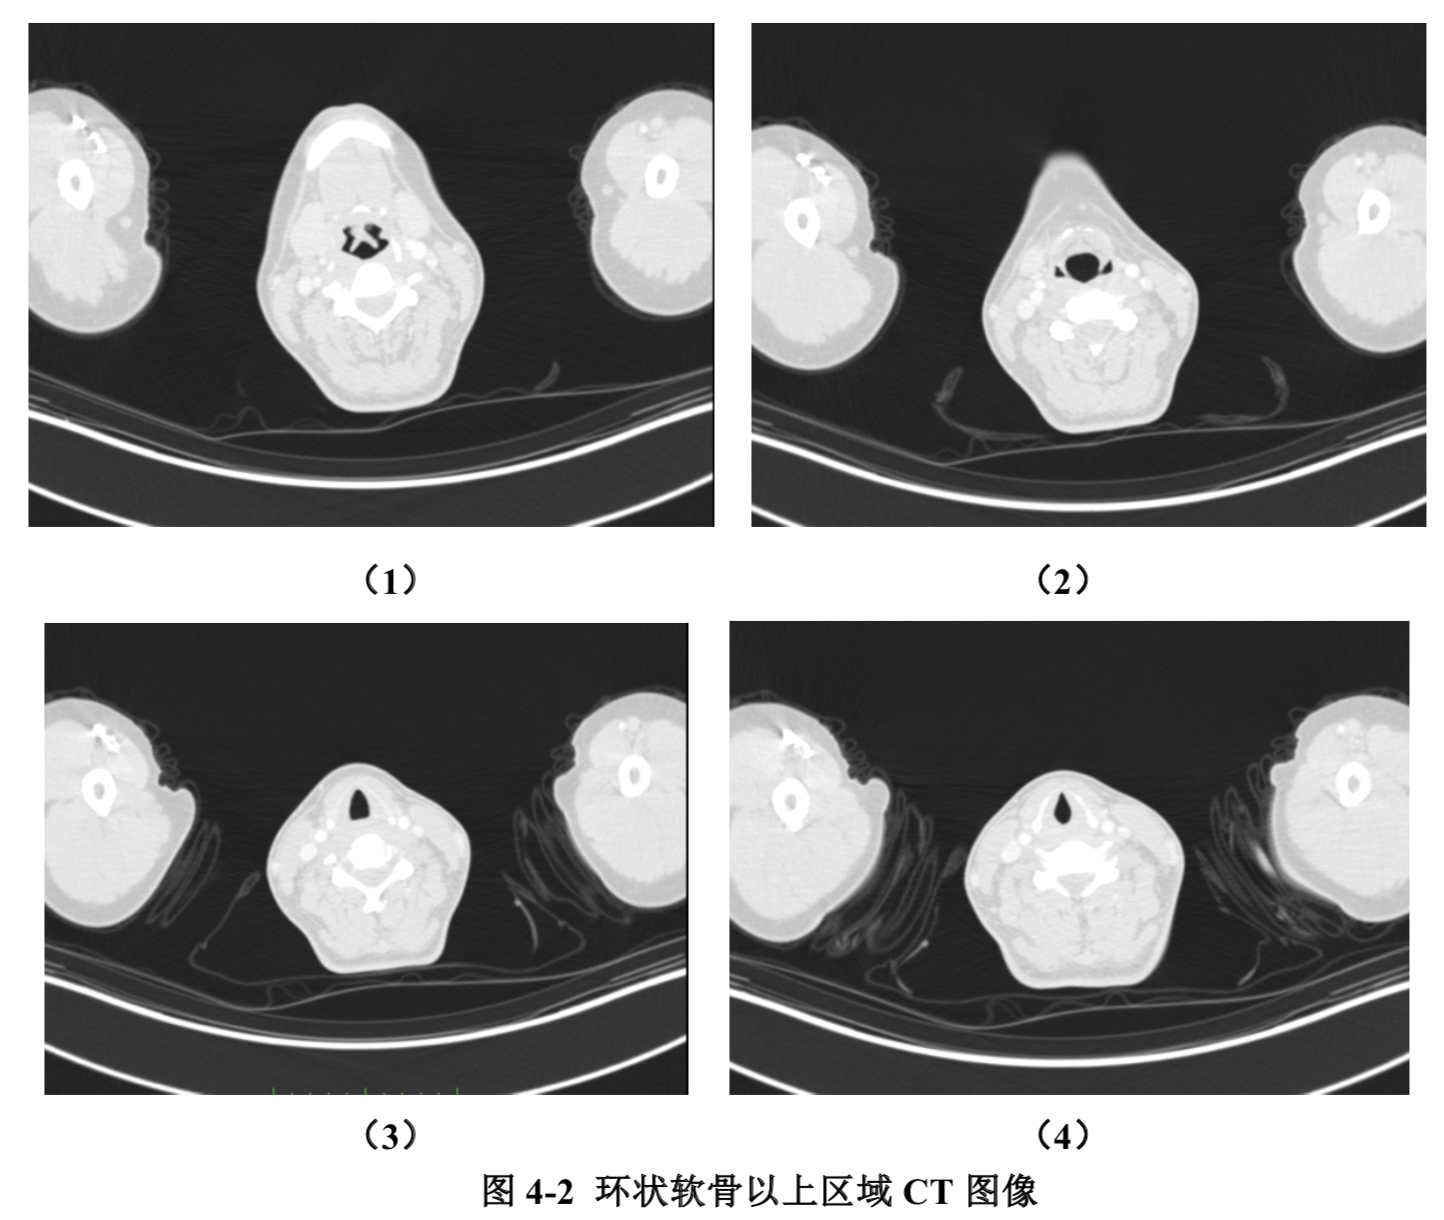 （1）
（2）
（3）
（4）
图 4-2 环状软骨以上区域 CT 图像